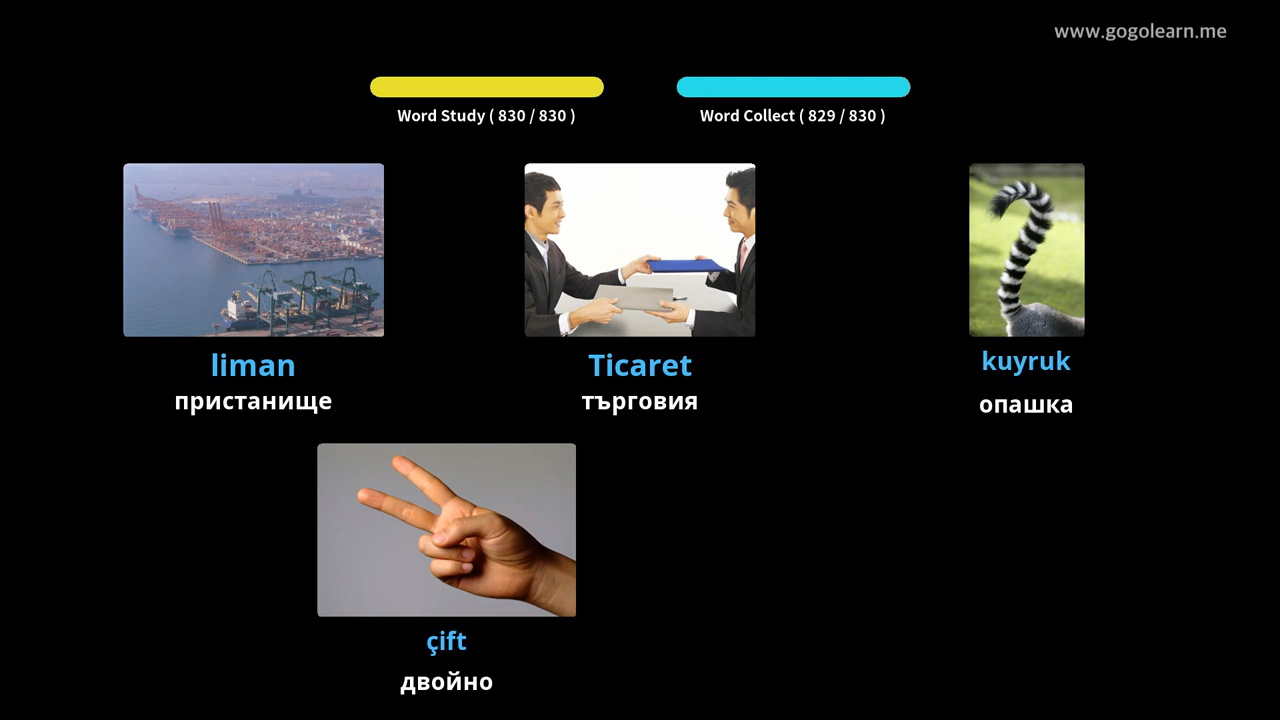 www.gogolearn.me
Word Study ( 830 / 830 )
Word Collect ( 829 / 830 )
liman
пристанище
Ticaret
търговия
kuyruk
опашка
çift
двойно